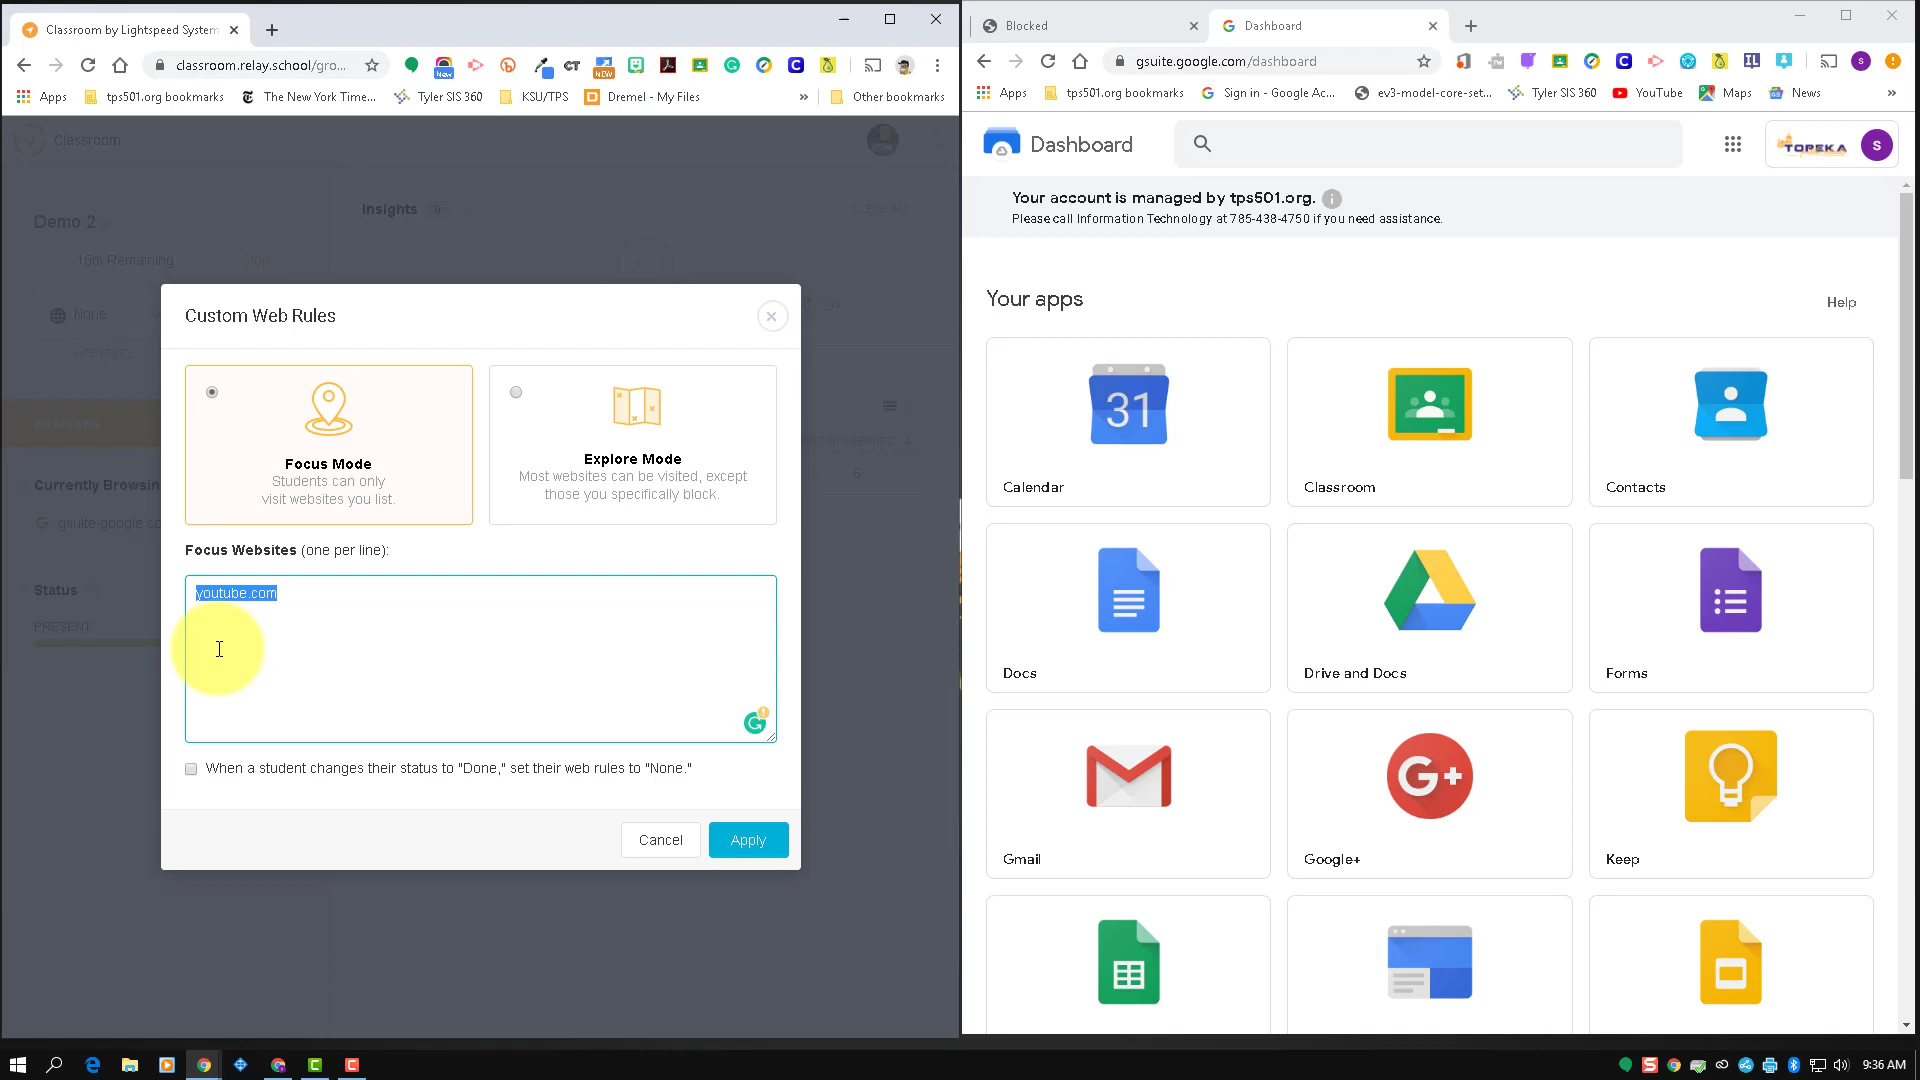 Classroom by Lightspeed System
classroom.relay.school/gro...
New
CT
NEW
Apps
tps501.org bookmarks
The New York Time...
Tyler SIS 360
KSU/TPS
Dremel - My Files
»
Other bookmarks
Classroom
Demo 2
15m Remaining
Stop
None
Insights
CLEAR ALL
Custom Web Rules
Focus Mode
Students can only
visit websites you list.
Explore Mode
Most websites can be visited, except
those you specifically block.
Focus Websites (one per line):
youtube.com
When a student changes their status to "Done," set their web rules to "None."
Cancel
Apply
Currently Browsin
gsuite.google.co
6
Status
PRESENT
Blocked
Dashboard
gsuite.google.com/dashboard
Apps
tps501.org bookmarks
Sign in - Google Ac...
ev3-model-core-set...
Tyler SIS 360
YouTube
Maps
News
»
Dashboard
TOPEKA
S
Your account is managed by tps501.org.
Please call Information Technology at 785-438-4750 if you need assistance.
Your apps
Help
31
Calendar
Classroom
Contacts
Docs
Drive and Docs
Forms
Gmail
G+
Google+
Keep
9:36 AM